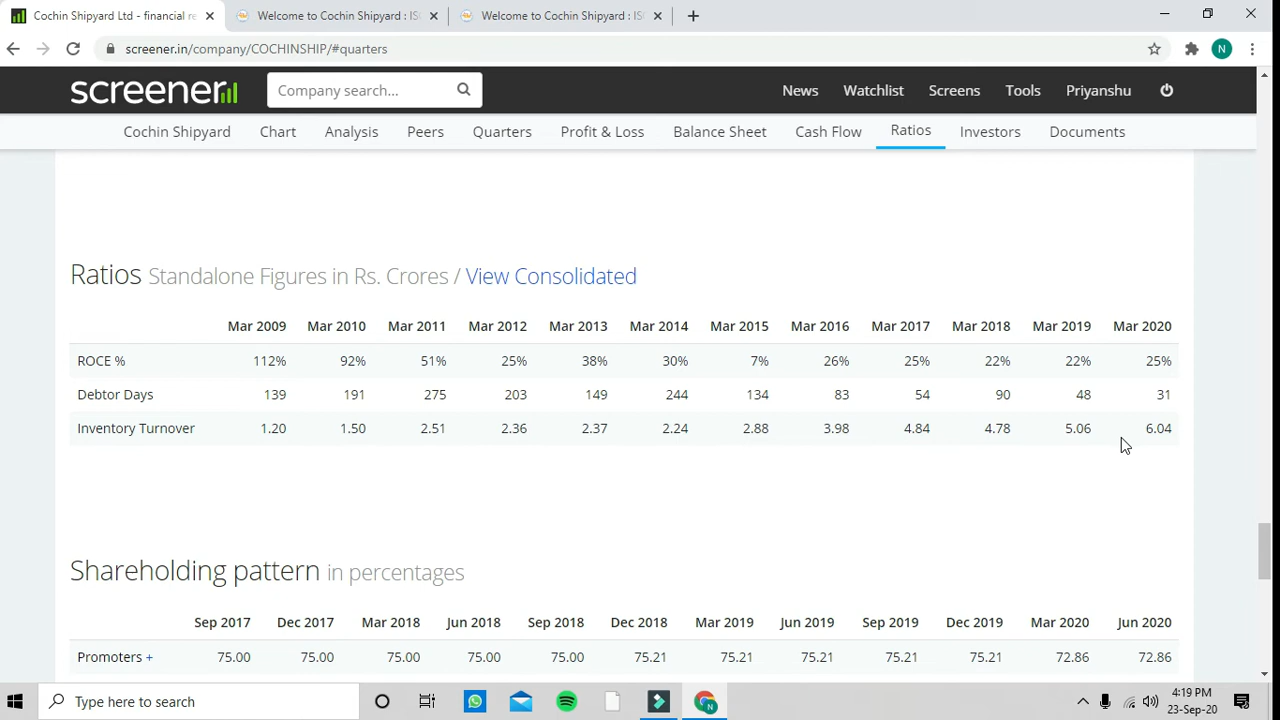 Cochin Shipyard Ltd - financial re
Welcome to Cochin Shipyard : ISO
Welcome to Cochin Shipyard : ISO
screener.in/company/COCHINSHIP/#quarters
N
screener
Company search...
News Watchlist Screens Tools Priyanshu
Cochin Shipyard Chart Analysis Peers Quarters Profit & Loss Balance Sheet Cash Flow Ratios Investors Documents
Ratios Standalone Figures in Rs. Crores / View Consolidated
Mar 2009 Mar 2010 Mar 2011 Mar 2012 Mar 2013 Mar 2014 Mar 2015 Mar 2016 Mar 2017 Mar 2018 Mar 2019 Mar 2020
ROCE % 112% 92% 51% 25% 38% 30% 7% 26% 25% 22% 22% 25%
Debtor Days 139 191 275 203 149 244 134 83 54 90 48 31
Inventory Turnover 1.20 1.50 2.51 2.36 2.37 2.24 2.88 3.98 4.84 4.78 5.06 6.04
Shareholding pattern in percentages
Sep 2017 Dec 2017 Mar 2018 Jun 2018 Sep 2018 Dec 2018 Mar 2019 Jun 2019 Sep 2019 Dec 2019 Mar 2020 Jun 2020
Promoters + 75.00 75.00 75.00 75.00 75.00 75.21 75.21 75.21 75.21 75.21 72.86 72.86
Type here to search
N
4:19 PM
23-Sep-20